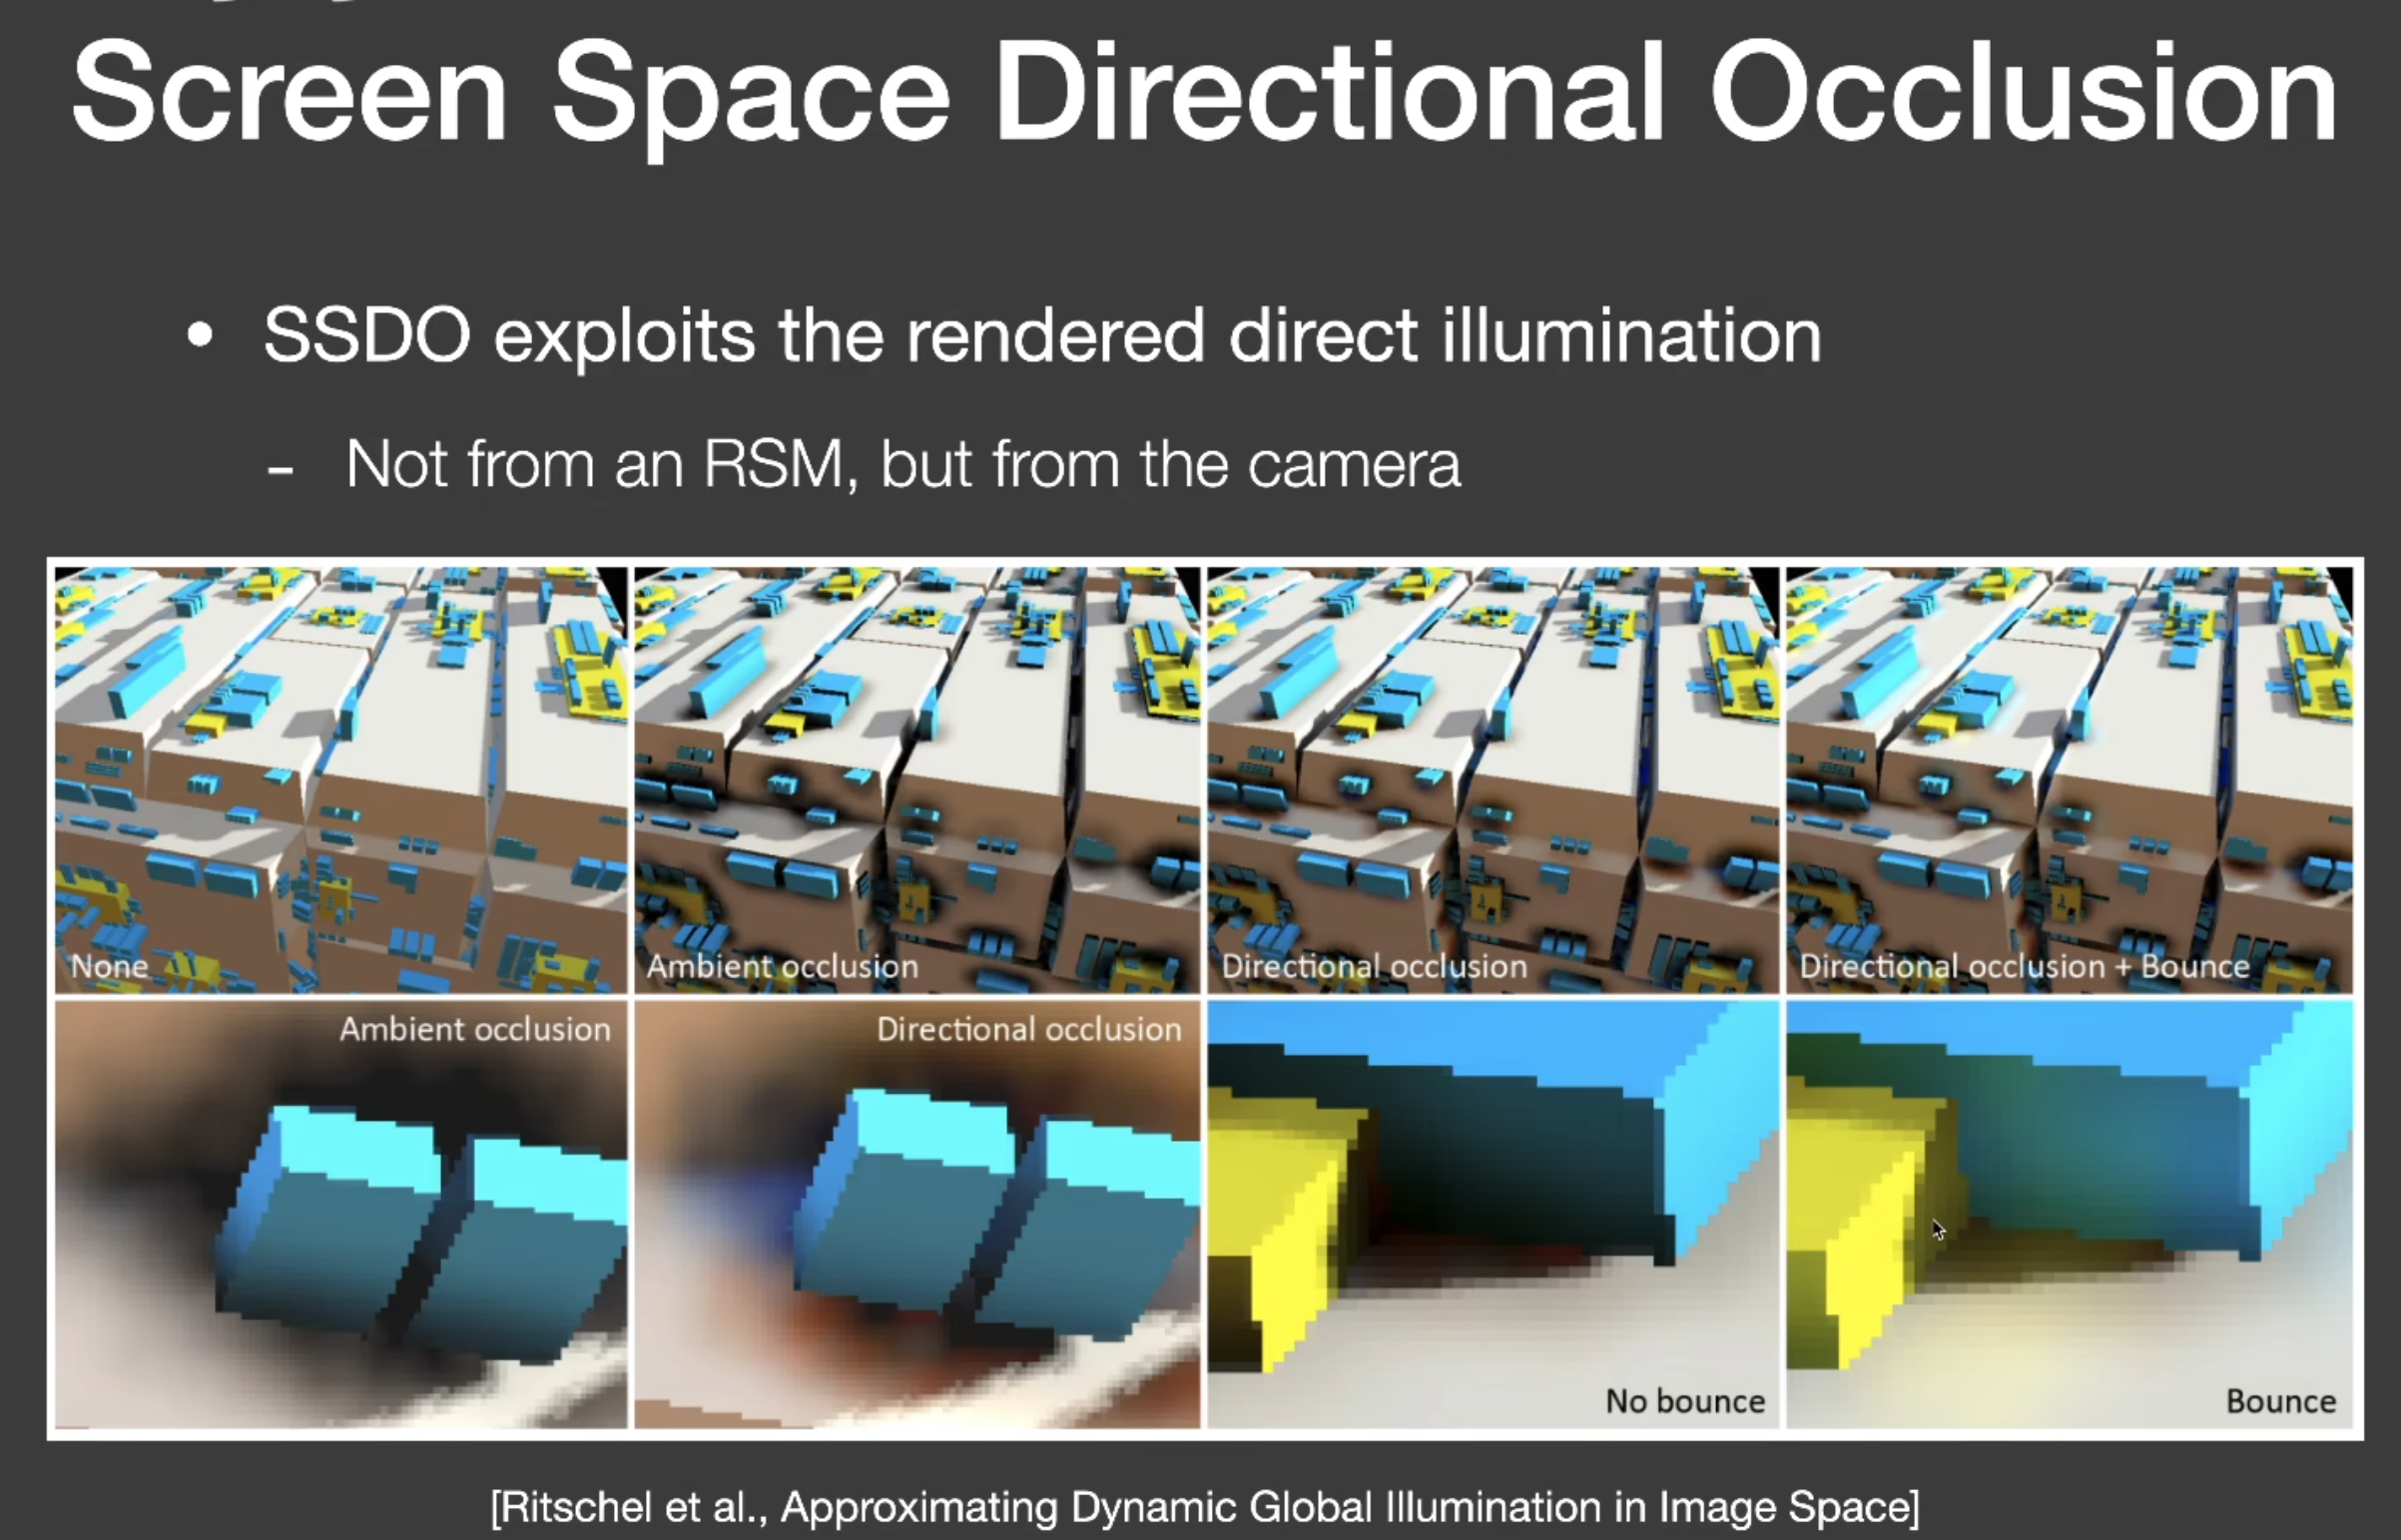 Screen Space Directional Occlusion
• SSDO exploits the rendered direct illumination
- Not from an RSM, but from the camera
None
Ambient occlusion
Directional occlusion
Directional occlusion + Bounce
Ambient occlusion
Directional occlusion
No bounce
Bounce
[Ritschel et al., Approximating Dynamic Global Illumination in Image Space]